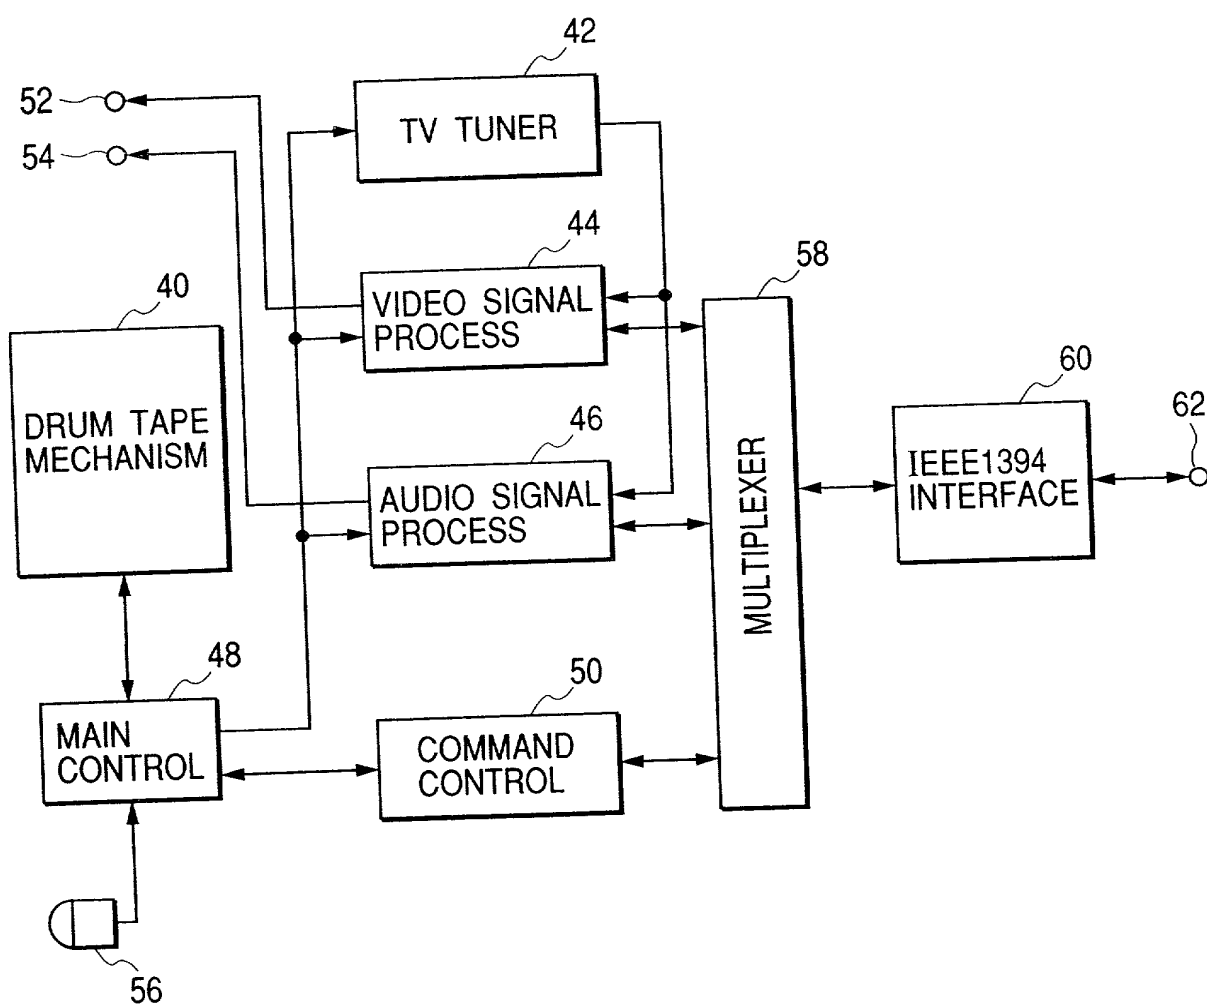 42
52
TV TUNER
54
44
58
40
VIDEO SIGNAL
PROCESS
60
62
DRUM TAPE
MECHANISM
46
IEEE1394
INTERFACE
AUDIO SIGNAL
PROCESS
MULTIPLEXER
48
50
MAIN
CONTROL
COMMAND
CONTROL
56